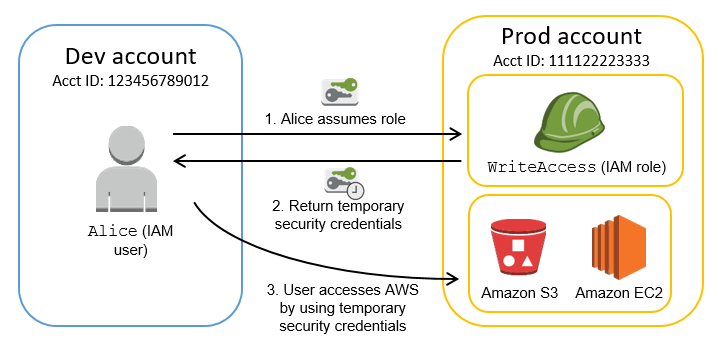 Dev account
Acct ID: 123456789012
Alice (IAM
user)
1. Alice assumes role
2. Return temporary
security credentials
3. User accesses AWS
by using temporary
security credentials
Prod account
Acct ID: 111122223333
WriteAccess (IAM role)
Amazon S3
Amazon EC2